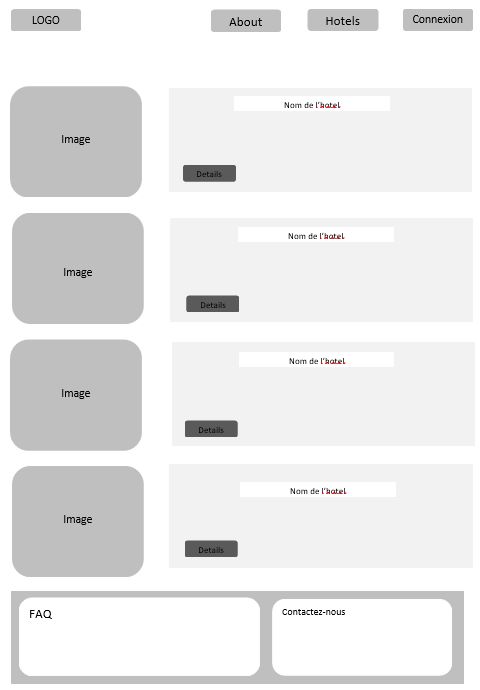 LOGO
About
Hotels
Connexion
Image
Nom de l'hotel
Details
Image
Nom de l'hotel
Details
Image
Nom de l'hotel
Details
Image
Nom de l'hotel
Details
FAQ
Contactez-nous